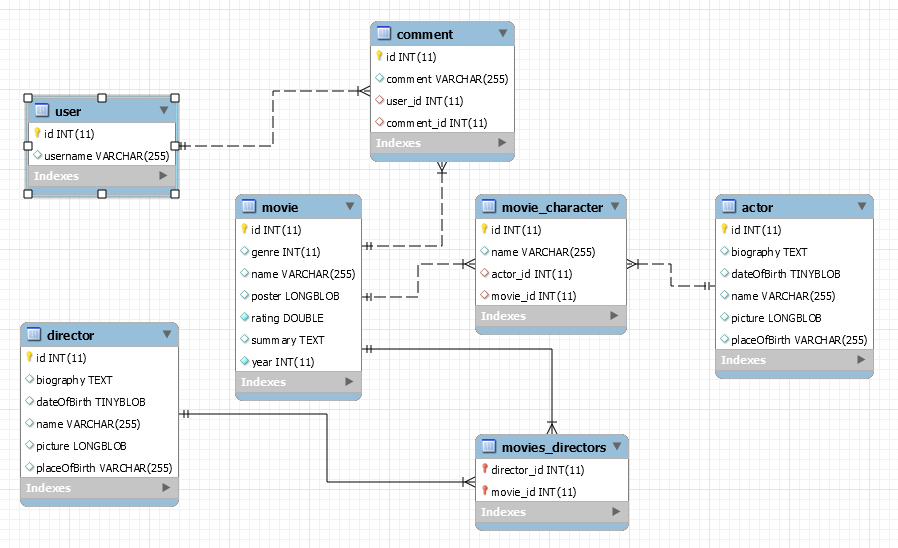 comment
id INT(11)
comment VARCHAR(255)
user_id INT(11)
comment_id INT(11)
Indexes
user
id INT(11)
username VARCHAR(255)
Indexes
movie
id INT(11)
genre INT(11)
name VARCHAR(255)
poster LONGBLOB
rating DOUBLE
summary TEXT
year INT(11)
Indexes
movie_character
id INT(11)
name VARCHAR(255)
actor_id INT(11)
movie_id INT(11)
Indexes
actor
id INT(11)
biography TEXT
dateOfBirth TINYBLOB
name VARCHAR(255)
picture LONGBLOB
placeOfBirth VARCHAR(255)
Indexes
director
id INT(11)
biography TEXT
dateOfBirth TINYBLOB
name VARCHAR(255)
picture LONGBLOB
placeOfBirth VARCHAR(255)
Indexes
movies_directors
director_id INT(11)
movie_id INT(11)
Indexes